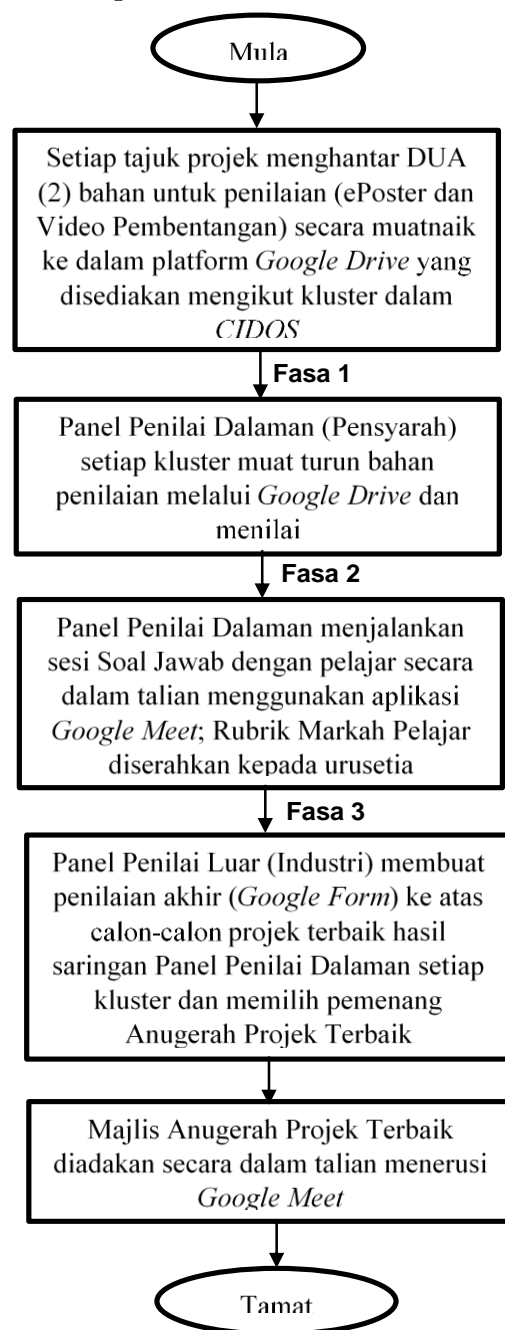 Mula
Setiap tajuk projek menghantar DUA
(2) bahan untuk penilaian (ePoster dan
Video Pembentangan) secara muatnaik
ke dalam platform Google Drive yang
disediakan mengikut kluster dalam
CIDOS
Fasa 1
Panel Penilai Dalaman (Pensyarah)
setiap kluster muat turun bahan
penilaian melalui Google Drive dan
menilai
Fasa 2
Panel Penilai Dalaman menjalankan
sesi Soal Jawab dengan pelajar secara
dalam talian menggunakan aplikasi
Google Meet; Rubrik Markah Pelajar
diserahkan kepada urusetia
Fasa 3
Panel Penilai Luar (Industri) membuat
penilaian akhir (Google Form) ke atas
calon-calon projek terbaik hasil
saringan Panel Penilai Dalaman setiap
kluster dan memilih pemenang
Anugerah Projek Terbaik
Majlis Anugerah Projek Terbaik
diadakan secara dalam talian menerusi
Google Meet
Tamat